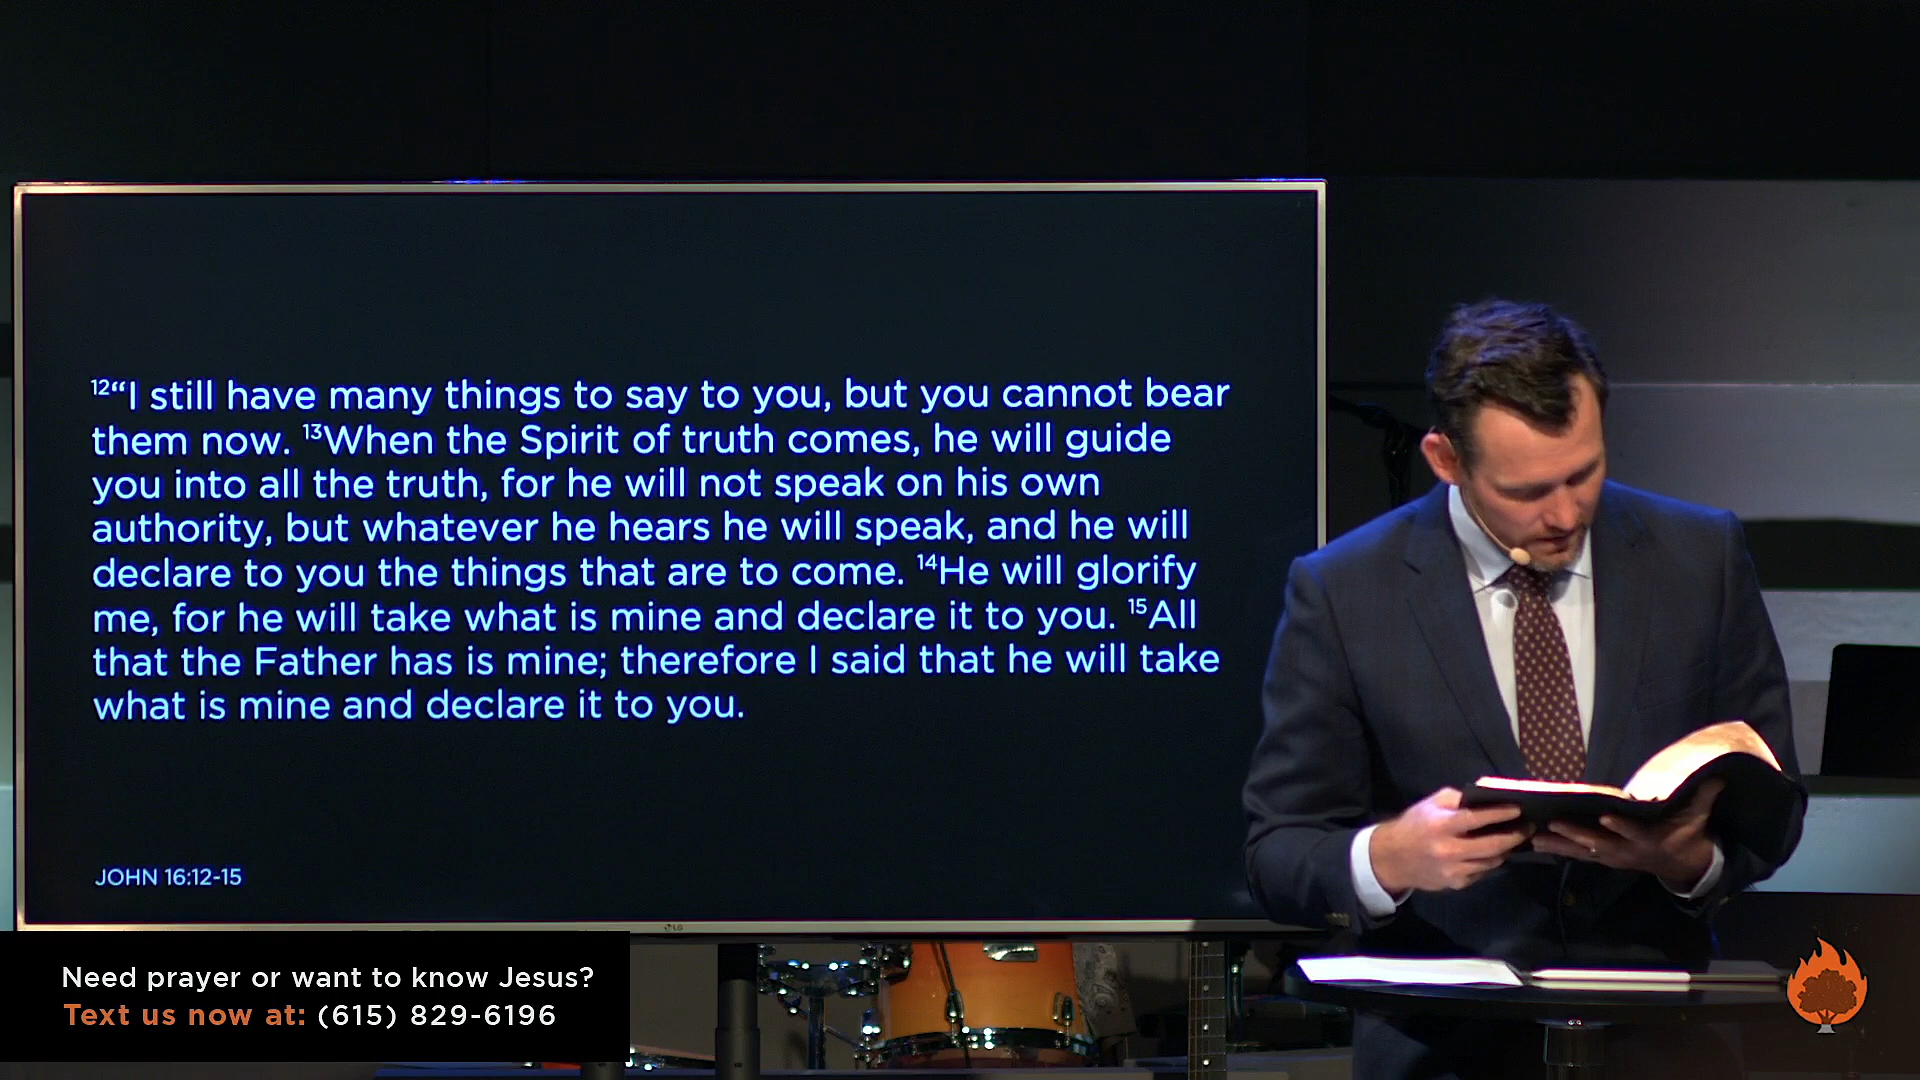 12“I still have many things to say to you, but you cannot bear
them now. 13When the Spirit of truth comes, he will guide
you into all the truth, for he will not speak on his own
authority, but whatever he hears he will speak, and he will
declare to you the things that are to come. 14He will glorify
me, for he will take what is mine and declare it to you. 15All
that the Father has is mine; therefore I said that he will take
what is mine and declare it to you.
JOHN 16:12-15
LG
Need prayer or want to know Jesus?
Text us now at: (615) 829-6196